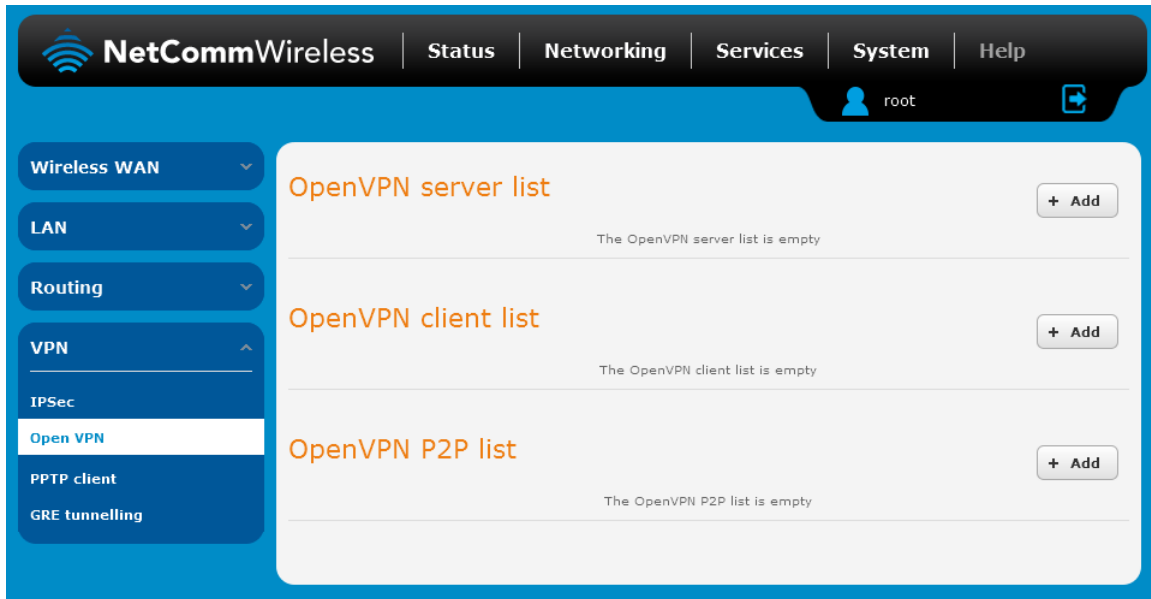 NetCommWireless Status Networking Services System Help
root
Wireless WAN
LAN
Routing
VPN
IPSec
Open VPN
PPTP client
GRE tunnelling
OpenVPN server list
+ Add
The OpenVPN server list is empty
OpenVPN client list
+ Add
The OpenVPN client list is empty
OpenVPN P2P list
+ Add
The OpenVPN P2P list is empty